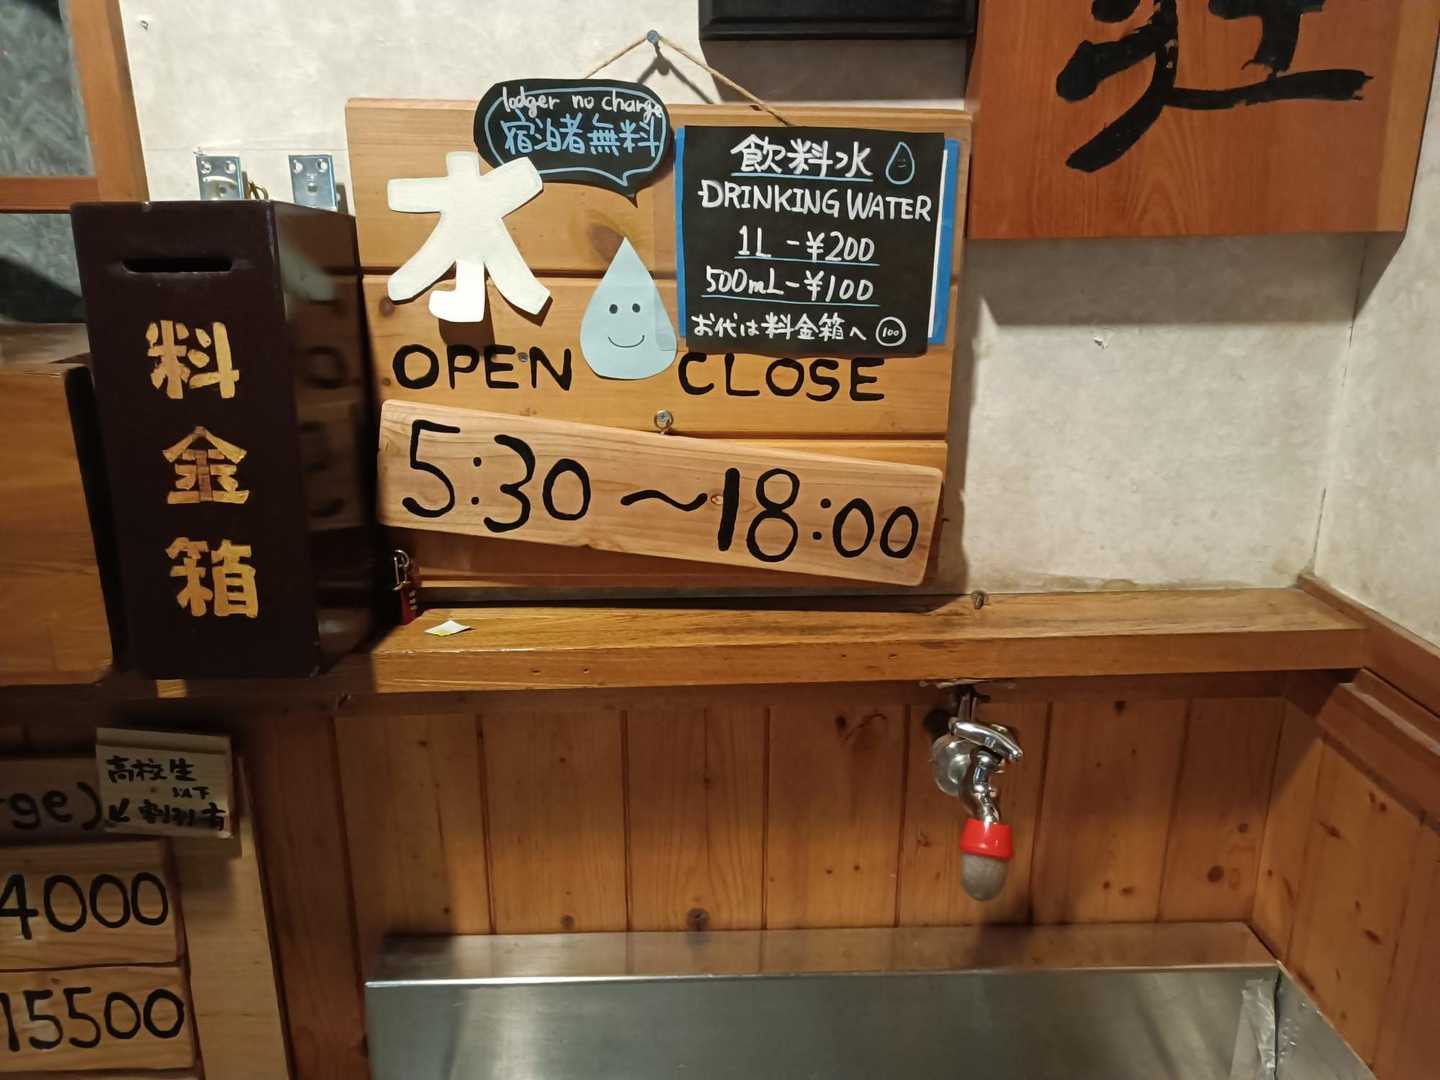 lodger no charge
宿泊者無料
水
飲料水
DRINKING WATER
1L -¥200
500mL-¥100
お代は料金箱へ 100
OPEN CLOSE
5:30～18:00
料金箱
荘
高校生
以下
↙割引有
rge)
4000
15500